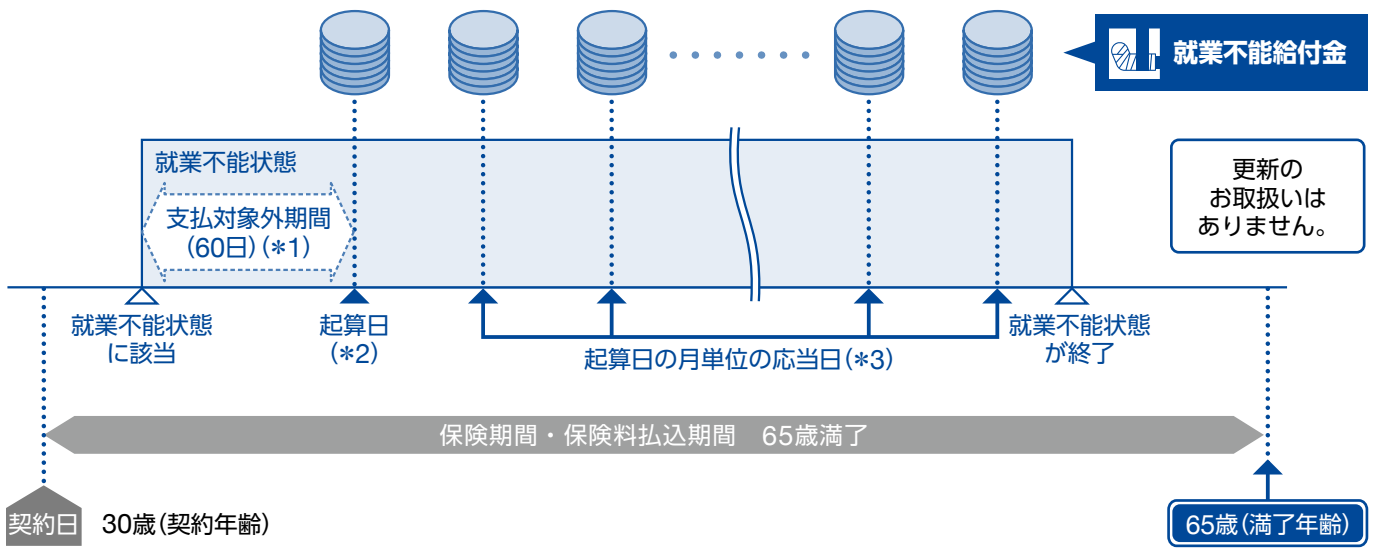 就業不能給付金
就業不能状態
支払対象外期間
(60日)(*1)
更新の
お取扱いは
ありません。
就業不能状態
に該当
起算日
(*2)
起算日の月単位の応当日(*3)
就業不能状態
が終了
保険期間・保険料払込期間　65歳満了
契約日
30歳(契約年齢)
65歳(満了年齢)